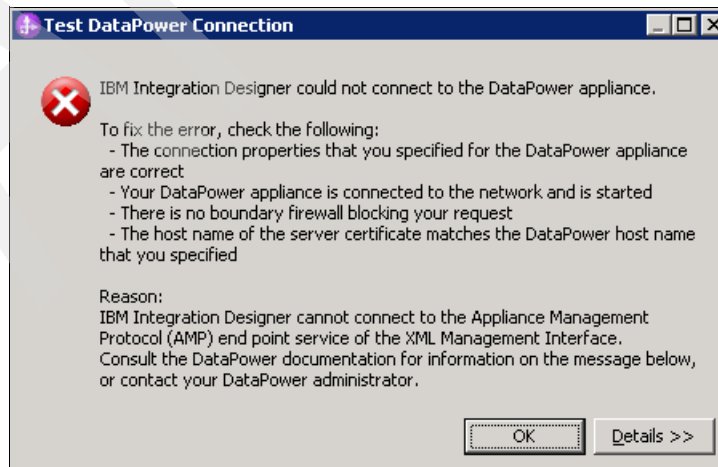 Test DataPower Connection
IBM Integration Designer could not connect to the DataPower appliance.
To fix the error, check the following:
- The connection properties that you specified for the DataPower appliance
are correct
- Your DataPower appliance is connected to the network and is started
- There is no boundary firewall blocking your request
- The host name of the server certificate matches the DataPower host name
that you specified
Reason:
IBM Integration Designer cannot connect to the Appliance Management
Protocol (AMP) end point service of the XML Management Interface.
Consult the DataPower documentation for information on the message below,
or contact your DataPower administrator.
OK
Details >>